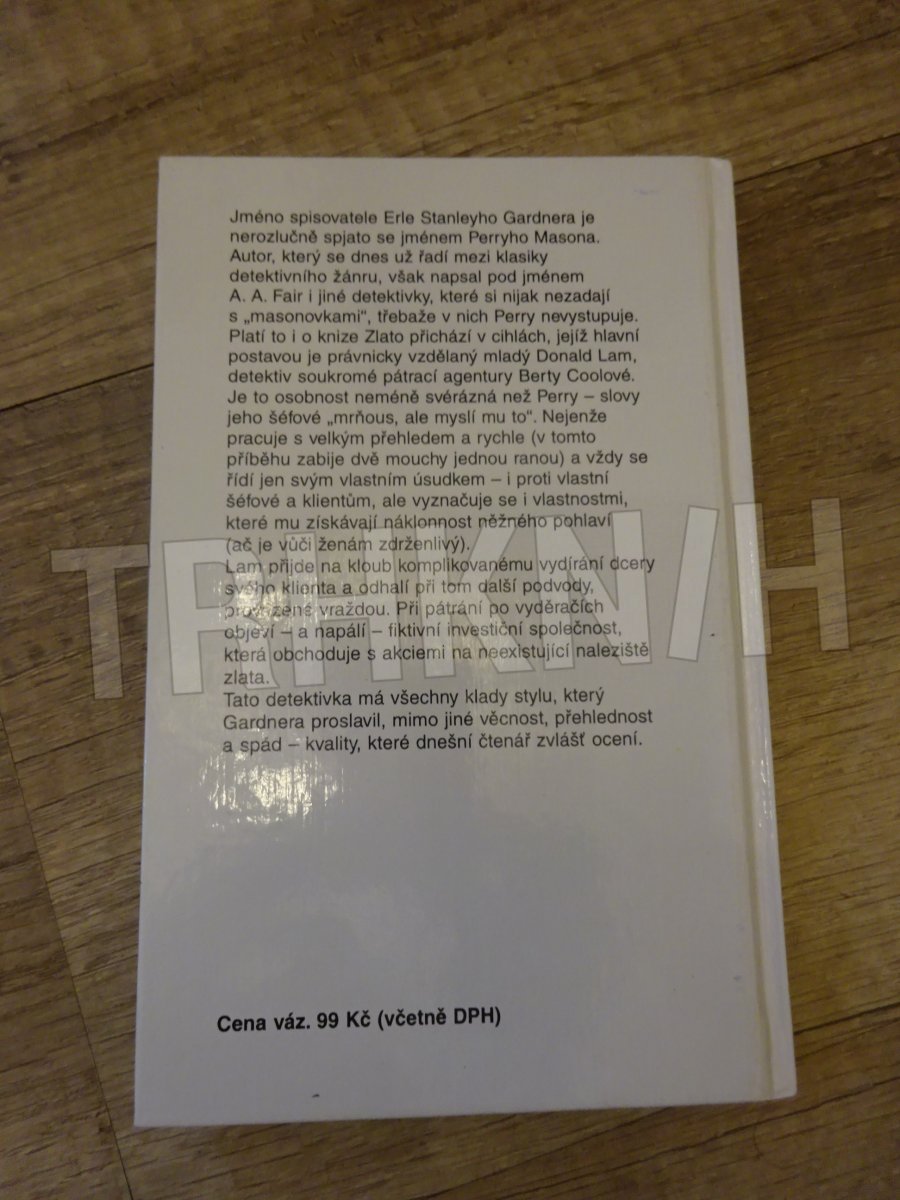 Jméno spisovatele Erle Stanleyho Gardnera je
nerozlučně spjato se jménem Perryho Masona.
Autor, který se dnes už řadí mezi klasiky
detektivního žánru, však napsal pod jménem
A. A. Fair i jiné detektivky, které si nijak nezadají
s „masonovkami“, třebaže v nich Perry nevystupuje.
Platí to i o knize Zlato přichází v cihlách, jejíž hlavní
postavou je právnicky vzdělaný mladý Donald Lam,
detektiv soukromé pátrací agentury Berty Coolové.
Je to osobnost neméně svérázná než Perry – slovy
jeho šéfové „mrňous, ale myslí mu to“. Nejenže
pracuje s velkým přehledem a rychle (v tomto
příběhu zabije dvě mouchy jednou ranou) a vždy se
řídí jen svým vlastním úsudkem – i proti vlastní
šéfové a klientům, ale vyznačuje se i vlastnostmi,
které mu získávají náklonnost něžného pohlaví
(ač je vůči ženám zdrženlivý).
Lam přijde na kloub komplikovanému vydírání dcery
svého klienta a odhalí při tom další podvody,
provázené vraždou. Při pátrání po vyděračích
objeví – a napálí – fiktivní investiční společnost,
která obchoduje s akciemi na neexistující naleziště
zlata.
Tato detektivka má všechny klady stylu, který
Gardnera proslavil, mimo jiné věcnost, přehlednost
a spád – kvality, které dnešní čtenář zvlášť ocení.
Cena váz. 99 Kč (včetně DPH)
TRHKNIH